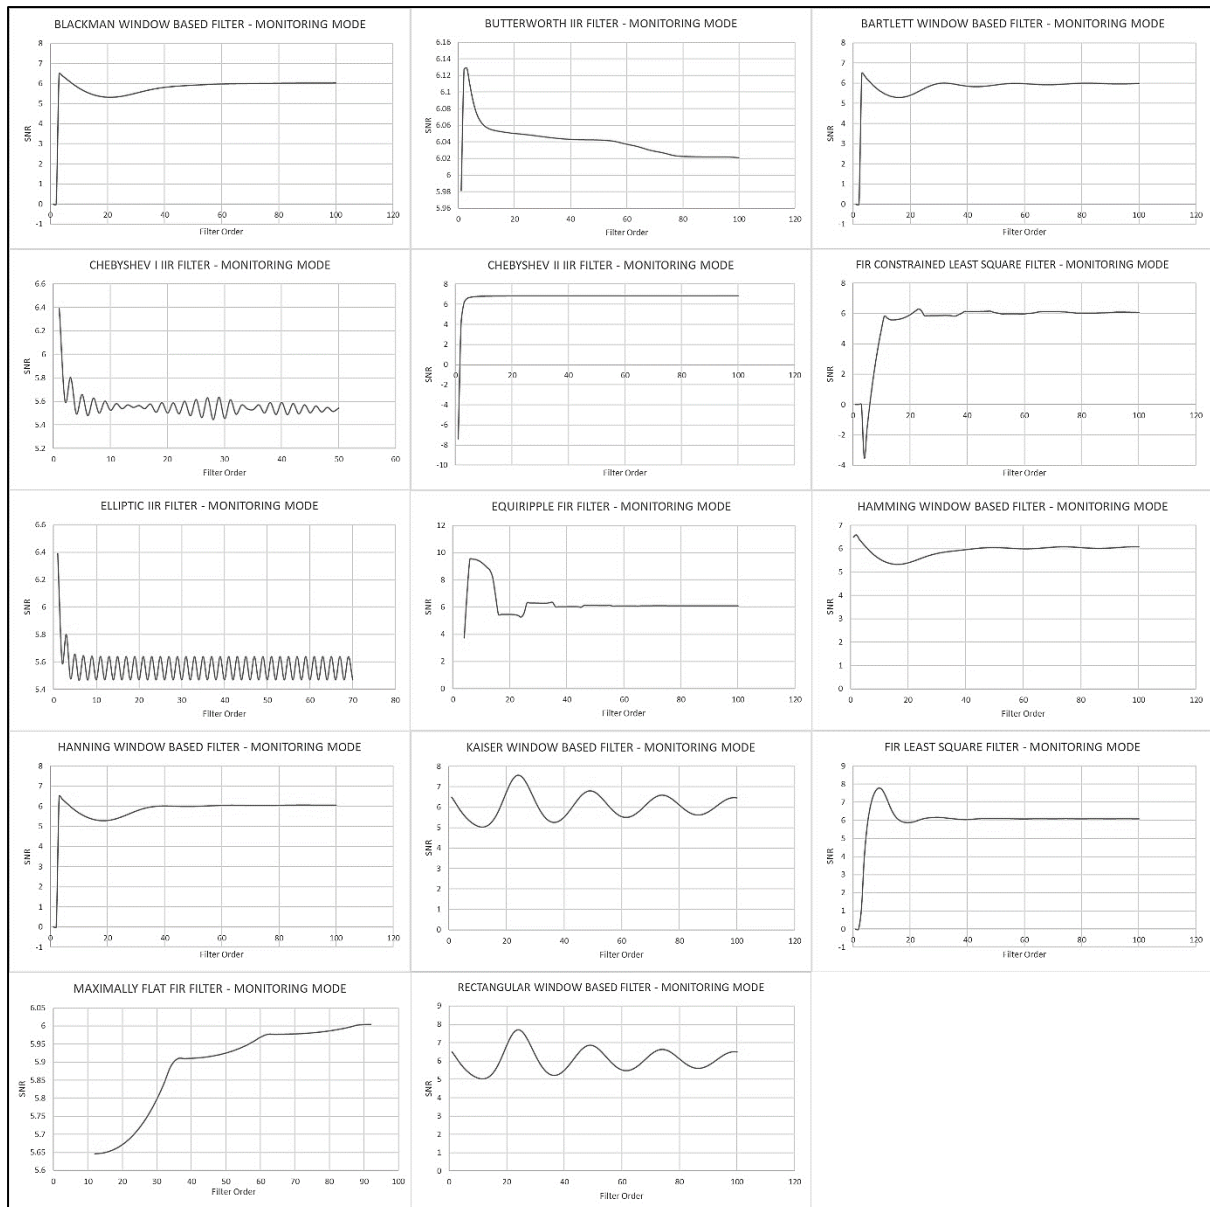 BLACKMAN WINDOW BASED FILTER - MONITORING MODE
8
7
6
5
4
3
2
1
0
-1
SNR
0 20 40 60 80 100 120
Filter Order
BUTTERWORTH IIR FILTER - MONITORING MODE
6.16
6.14
6.12
6.1
6.08
6.06
6.04
6.02
6
5.98
5.96
SNR
0 20 40 60 80 100 120
Filter Order
BARTLETT WINDOW BASED FILTER - MONITORING MODE
8
7
6
5
4
3
2
1
0
-1
SNR
0 20 40 60 80 100 120
Filter Order
CHEBYSHEV I IIR FILTER - MONITORING MODE
6.6
6.4
6.2
6
5.8
5.6
5.4
5.2
SNR
0 10 20 30 40 50 60
Filter Order
CHEBYSHEV II IIR FILTER - MONITORING MODE
8
6
4
2
0
-2
-4
-6
-8
-10
SNR
0 20 40 60 80 100 120
Filter Order
FIR CONSTRAINED LEAST SQUARE FILTER - MONITORING MODE
8
6
4
2
0
-2
-4
SNR
0 20 40 60 80 100 120
Filter Order
ELLIPTIC IIR FILTER - MONITORING MODE
6.6
6.4
6.2
6
5.8
5.6
5.4
SNR
0 10 20 30 40 50 60 70 80
Filter Order
EQUIRIPPLE FIR FILTER - MONITORING MODE
12
10
8
6
4
2
0
SNR
0 20 40 60 80 100 120
Filter Order
HAMMING WINDOW BASED FILTER - MONITORING MODE
7
6
5
4
3
2
1
0
SNR
0 20 40 60 80 100 120
Filter Order
HANNING WINDOW BASED FILTER - MONITORING MODE
8
7
6
5
4
3
2
1
0
-1
SNR
0 20 40 60 80 100 120
Filter Order
KAISER WINDOW BASED FILTER - MONITORING MODE
8
7
6
5
4
3
2
1
0
SNR
0 20 40 60 80 100 120
Filter Order
FIR LEAST SQUARE FILTER - MONITORING MODE
9
8
7
6
5
4
3
2
1
0
-1
SNR
0 20 40 60 80 100 120
Filter Order
MAXIMALLY FLAT FIR FILTER - MONITORING MODE
6.05
6
5.95
5.9
5.85
5.8
5.75
5.7
5.65
5.6
SNR
0 10 20 30 40 50 60 70 80 90 100
Filter Order
RECTANGULAR WINDOW BASED FILTER - MONITORING MODE
9
8
7
6
5
4
3
2
1
0
SNR
0 20 40 60 80 100 120
Filter Order